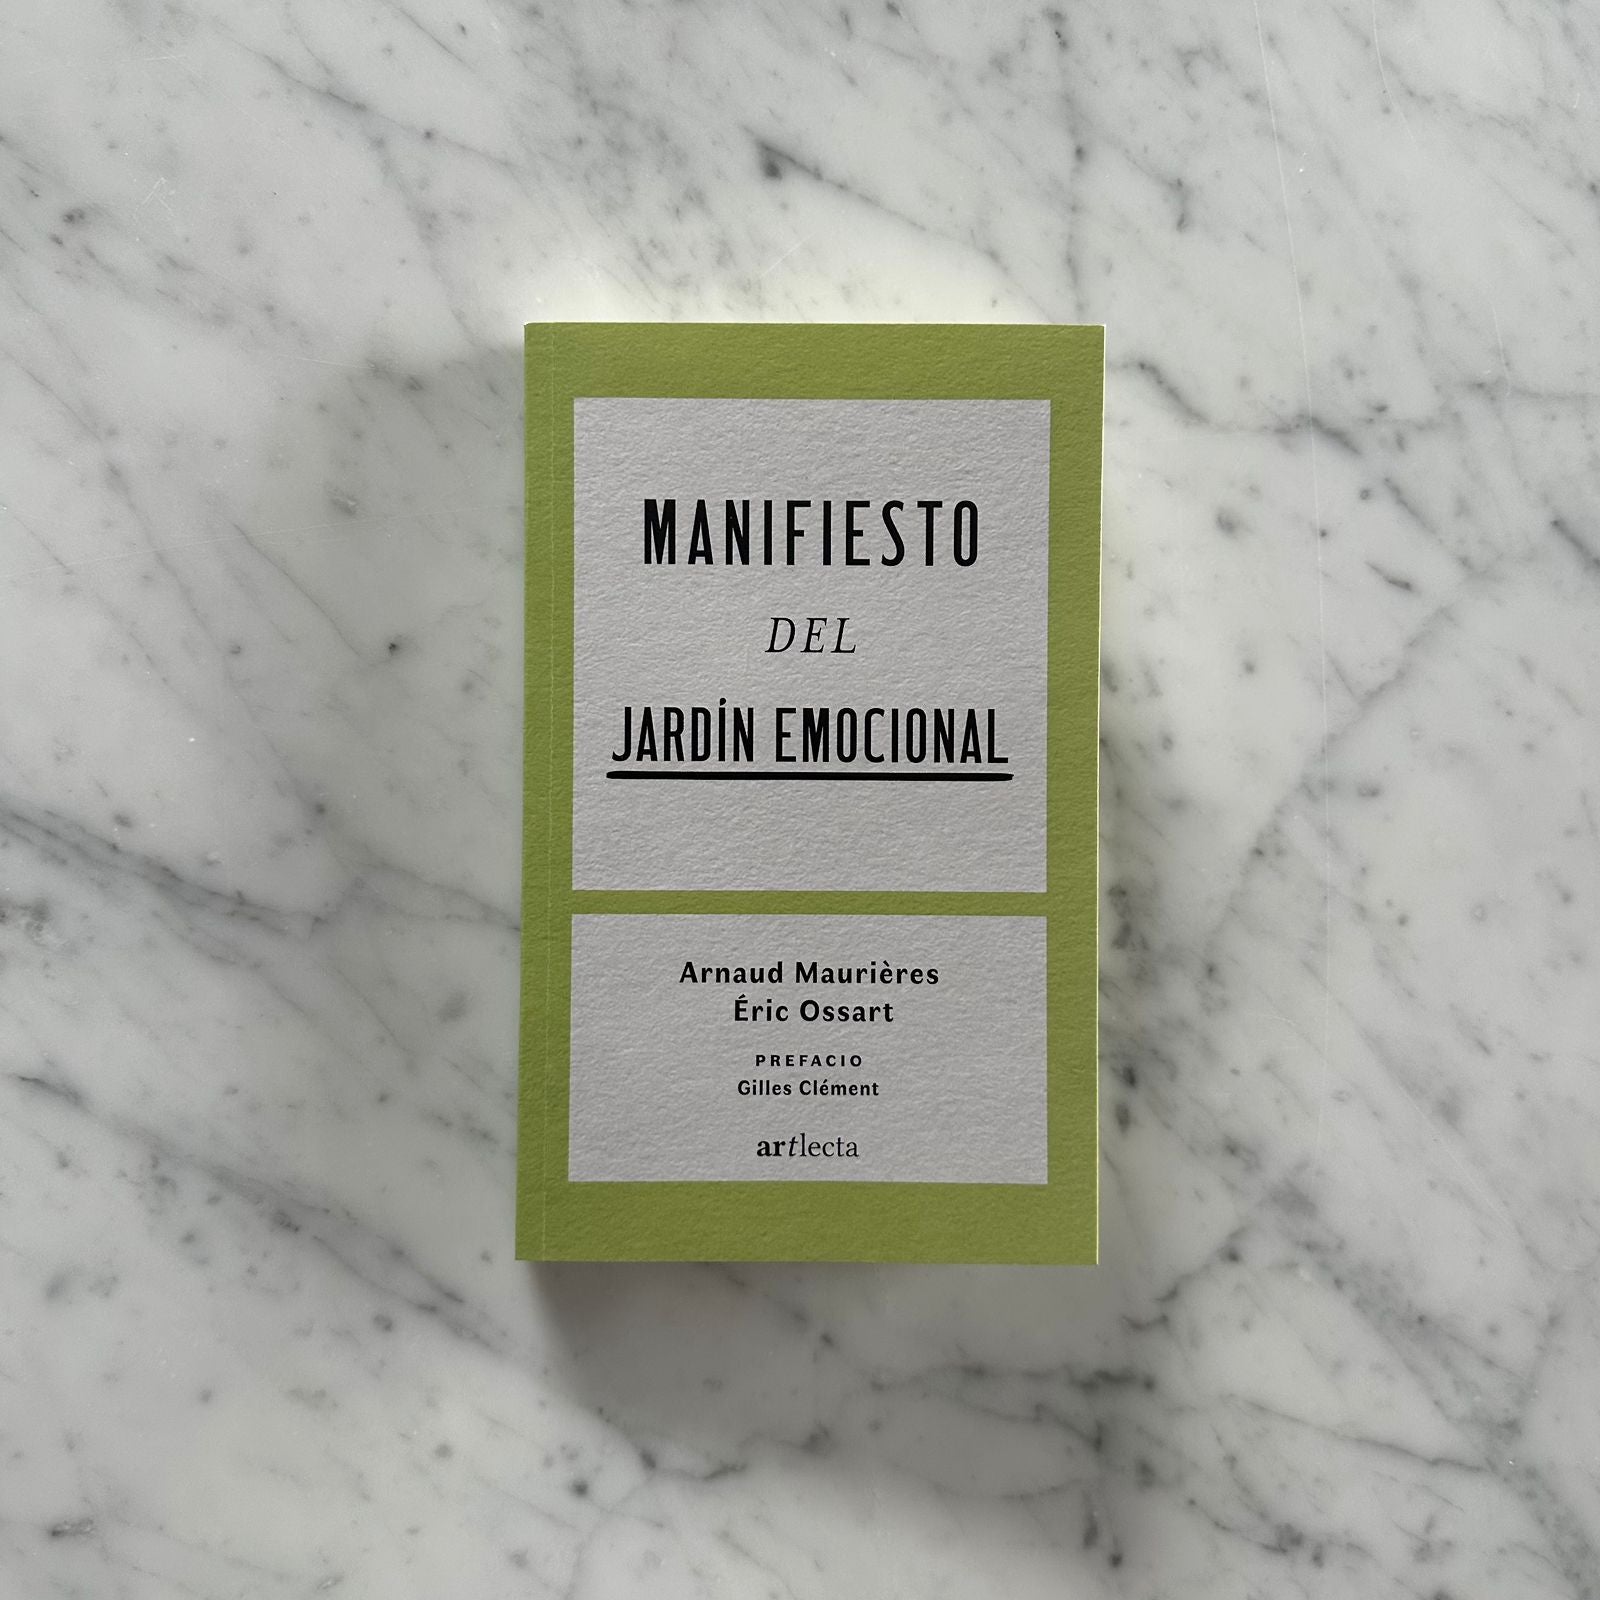 MANIFIESTO
DEL
JARDÍN EMOCIONAL
Arnaud Maurières
Éric Ossart
PREFACIO
Gilles Clément
artlecta